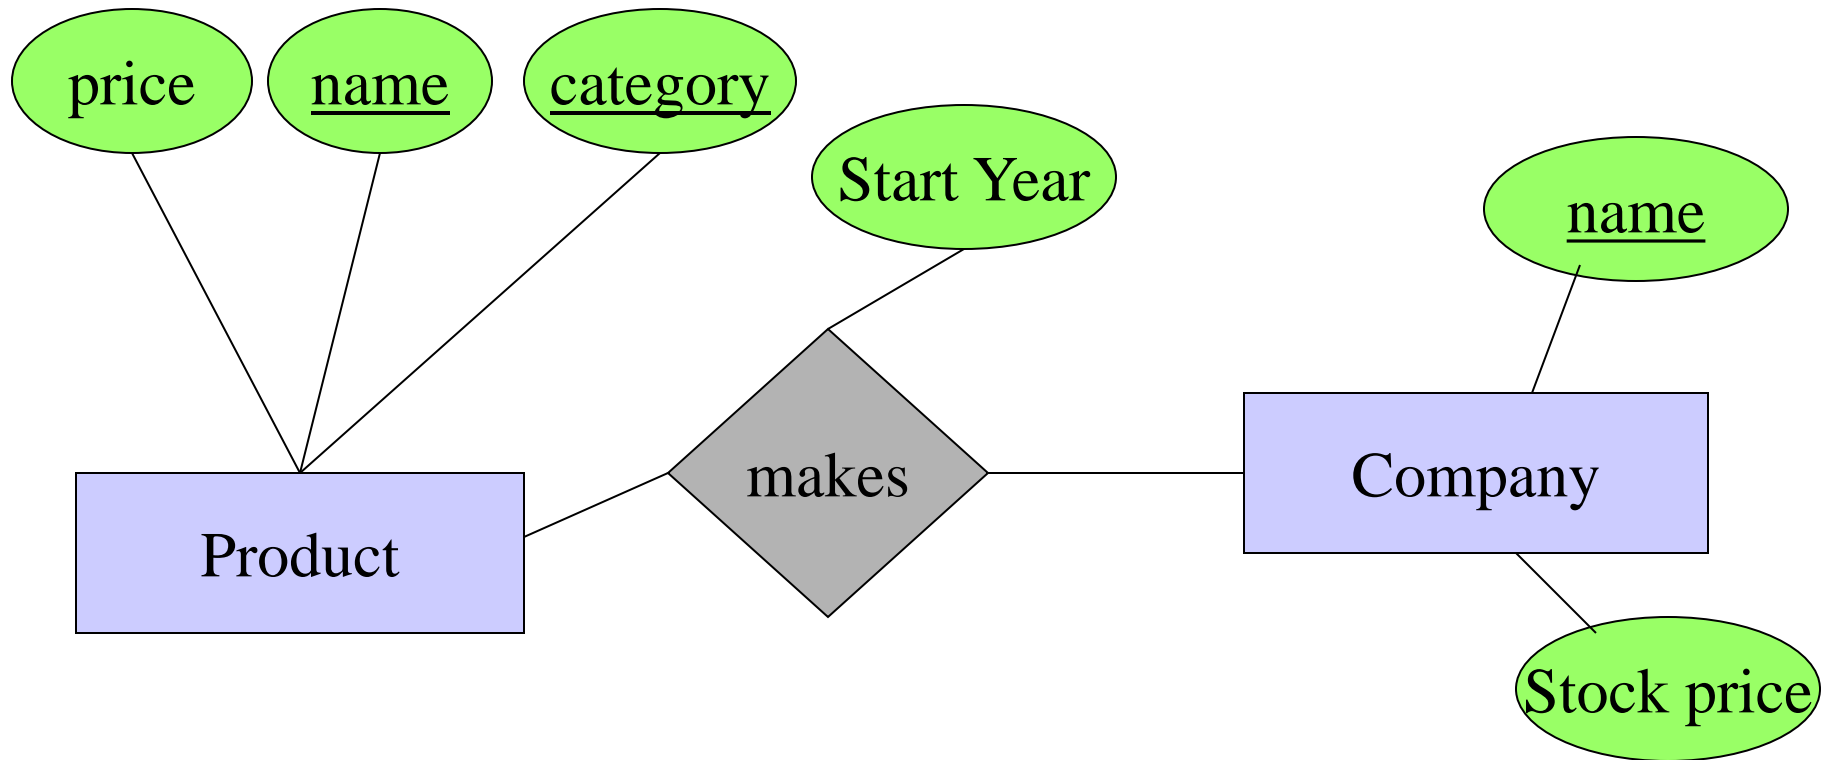 price
name
category
Start Year
name
makes
Company
Product
Stock price